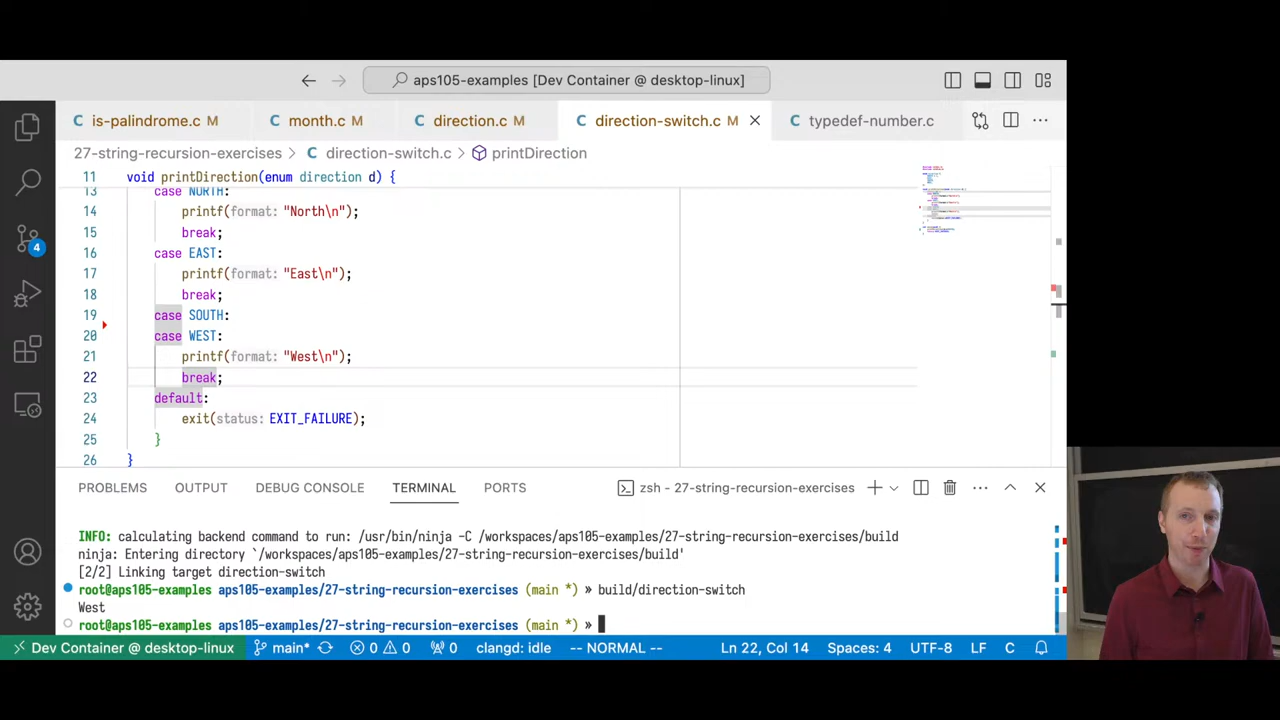 aps105-examples [Dev Container @ desktop-linux]
C is-palindrome.c M C month.c M C direction.c M C direction-switch.c M C typedef-number.c
27-string-recursion-exercises > C direction-switch.c > printDirection
11 void printDirection(enum direction d) {
13 case NORTH:
14 printf(format: "North\n");
15 break;
16 case EAST:
17 printf(format: "East\n");
18 break;
19 case SOUTH:
20 case WEST:
21 printf(format: "West\n");
22 break;
23 default:
24 exit(status: EXIT_FAILURE);
25 }
26 }
4
PROBLEMS OUTPUT DEBUG CONSOLE TERMINAL PORTS zsh - 27-string-recursion-exercises
INFO: calculating backend command to run: /usr/bin/ninja -C /workspaces/aps105-examples/27-string-recursion-exercises/build
ninja: Entering directory `/workspaces/aps105-examples/27-string-recursion-exercises/build'
[2/2] Linking target direction-switch
root@aps105-examples aps105-examples/27-string-recursion-exercises (main *) » build/direction-switch
West
root@aps105-examples aps105-examples/27-string-recursion-exercises (main *) »
Dev Container @ desktop-linux main* 0 0 0 clangd: idle -- NORMAL -- Ln 22, Col 14 Spaces: 4 UTF-8 LF C